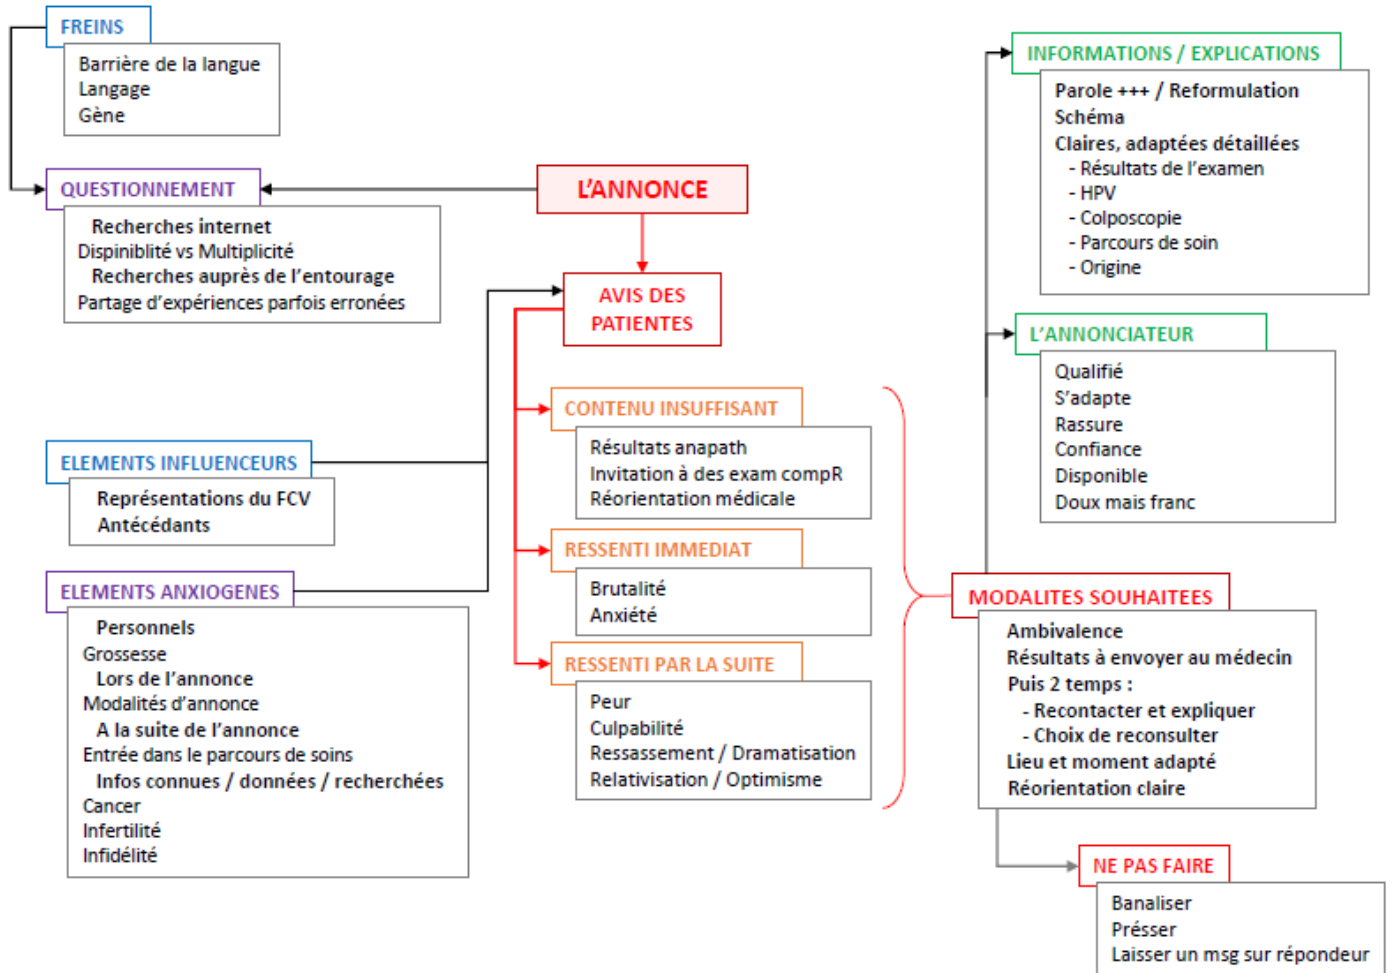 FREINS
Barrière de la langue
Langage
Gène
QUESTIONNEMENT
Recherches internet
Dispiniblité vs Multiplicité
Recherches auprès de l'entourage
Partage d'expériences parfois erronées
ELEMENTS INFLUENCEURS
Représentations du FCV
Antécédants
ELEMENTS ANXIOGENES
Personnels
Grossesse
Lors de l'annonce
Modalités d'annonce
A la suite de l'annonce
Entrée dans le parcours de soins
Infos connues / données / recherchées
Cancer
Infertilité
Infidélité
L'ANNONCE
AVIS DES
PATIENTES
CONTENU INSUFFISANT
Résultats anapath
Invitation à des exam compR
Réorientation médicale
RESSENTI IMMEDIAT
Brutalité
Anxiété
RESSENTI PAR LA SUITE
Peur
Culpabilité
Ressassement / Dramatisation
Relativisation / Optimisme
INFORMATIONS / EXPLICATIONS
Parole +++ / Reformulation
Schéma
Claires, adaptées détaillées
- Résultats de l'examen
- HPV
- Colposcopie
- Parcours de soin
- Origine
L'ANNONCIATEUR
Qualifié
S'adapte
Rassure
Confiance
Disponible
Doux mais franc
MODALITES SOUHAITEES
Ambivalence
Résultats à envoyer au médecin
Puis 2 temps :
- Recontacter et expliquer
- Choix de reconsulter
Lieu et moment adapté
Réorientation claire
NE PAS FAIRE
Banaliser
Présser
Laisser un msg sur répondeur